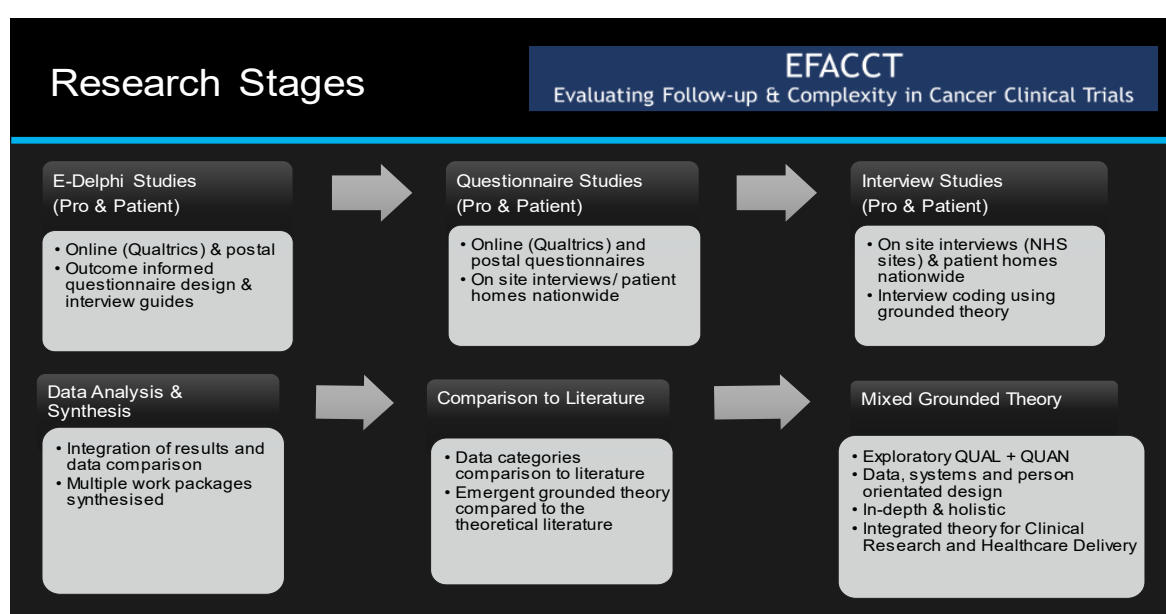 Research Stages
EFACCT
Evaluating Follow-up & Complexity in Cancer Clinical Trials
E-Delphi Studies
(Pro & Patient)
• Online (Qualtrics) & postal
• Outcome informed
questionnaire design &
interview guides
Questionnaire Studies
(Pro & Patient)
• Online (Qualtrics) and
postal questionnaires
• On site interviews/ patient
homes nationwide
Interview Studies
(Pro & Patient)
• On site interviews (NHS
sites) & patient homes
nationwide
• Interview coding using
grounded theory
Data Analysis &
Synthesis
• Integration of results and
data comparison
• Multiple work packages
synthesised
Comparison to Literature
• Data categories
comparison to literature
• Emergent grounded theory
compared to the
theoretical literature
Mixed Grounded Theory
• Exploratory QUAL + QUAN
• Data, systems and person-
orientated design
• In-depth & holistic
• Integrated theory for Clinical
Research and Healthcare Delivery